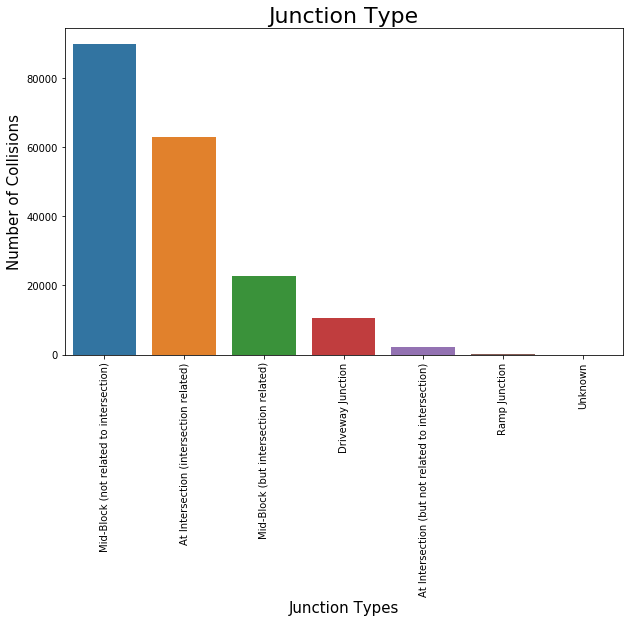 Junction Type
Number of Collisions
80000
60000
40000
20000
0
Mid-Block (not related to intersection)
At Intersection (intersection related)
Mid-Block (but intersection related)
Driveway Junction
At Intersection (but not related to intersection)
Ramp Junction
Unknown
Junction Types